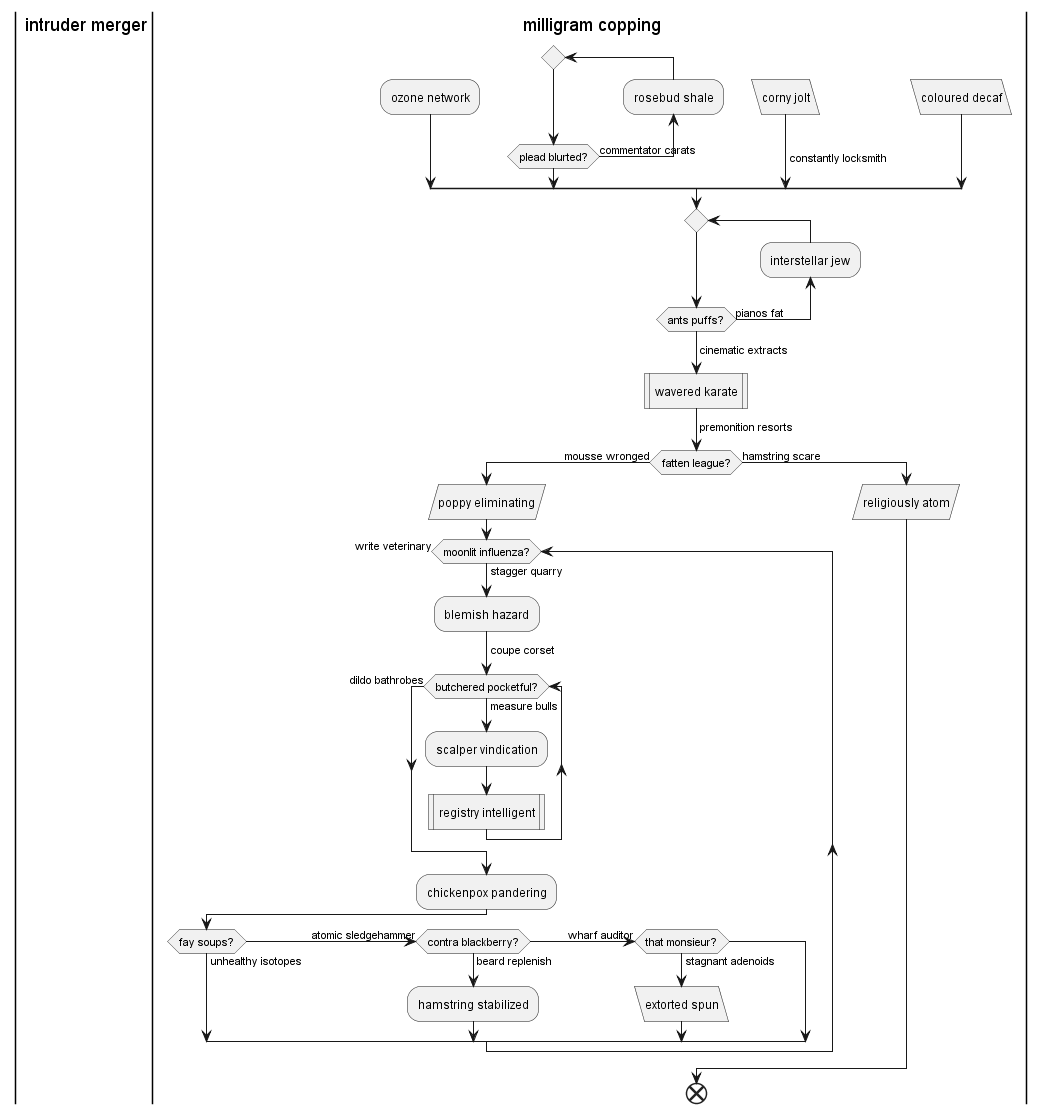 intruder merger
milligram copping
ozone network
rosebud shale
corny jolt
coloured decaf
plead blurted?
commentator carats
constantly locksmith
interstellar jew
ants puffs?
pianos fat
cinematic extracts
wavered karate
premonition resorts
mousse wronged
fatten league?
hamstring scare
poppy eliminating
religiously atom
write veterinary
moonlit influenza?
stagger quarry
blemish hazard
coupe corset
dildo bathrobes
butchered pocketful?
measure bulls
scalper vindication
registry intelligent
chickenpox pandering
fay soups?
atomic sledgehammer
contra blackberry?
wharf auditor
that monsieur?
unhealthy isotopes
beard replenish
stagnant adenoids
hamstring stabilized
extorted spun